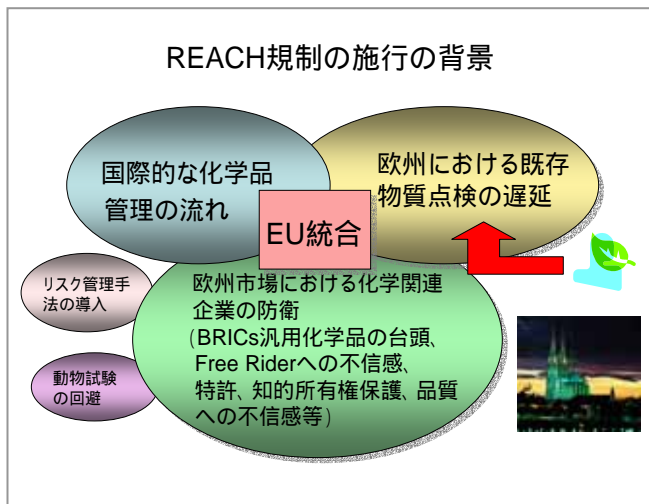 REACH規制の施行の背景
国際的な化学品
管理の流れ
欧州における既存
物質点検の遅延
EU統合
リスク管理手
法の導入
動物試験
の回避
欧州市場における化学関連
企業の防衛
(BRICs汎用化学品の台頭、
Free Riderへの不信感、
特許、知的所有権保護、品質
への不信感等)